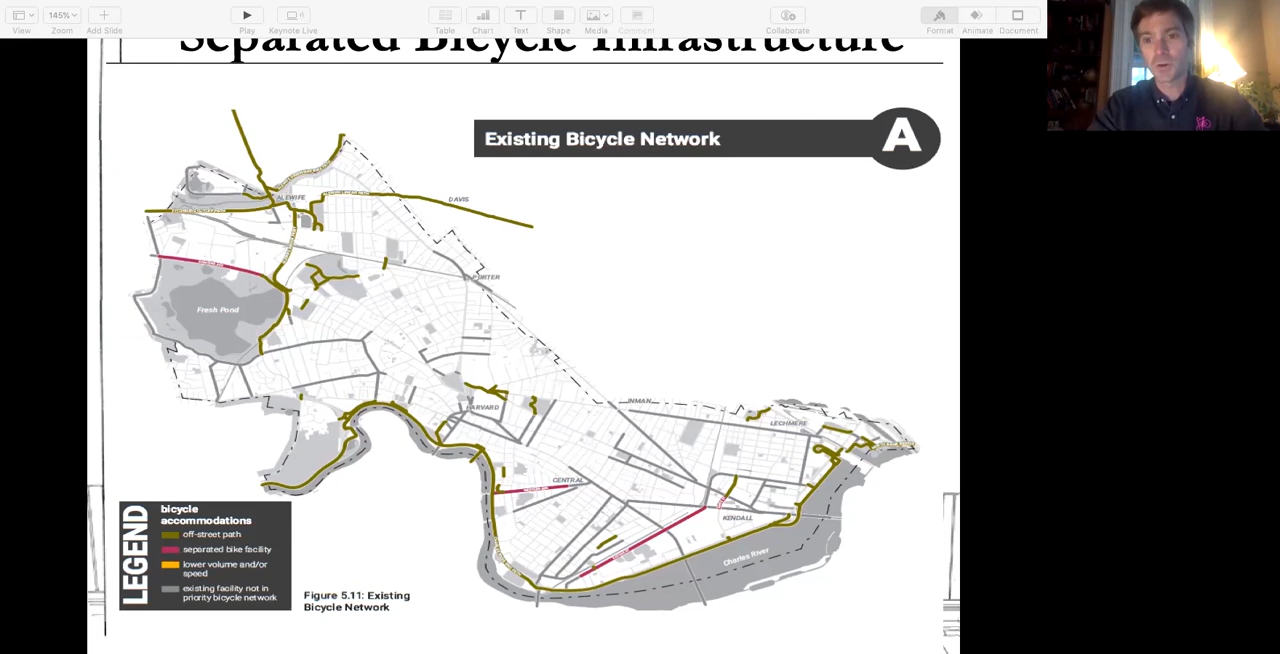 View
145%
Zoom
Add Slide
Play
Keynote Live
Table
Chart
Text
Shape
Media
Comment
Collaborate
Format
Animate
Document
Separated Bicycle Infrastructure
Existing Bicycle Network
A
ALEWIFE
DAVIS
PORTER
Fresh Pond
HARVARD
INMAN
LECHMERE
CENTRAL
KENDALL
Charles River
LEGEND
bicycle
accommodations
off-street path
separated bike facility
lower volume and/or
speed
existing facility not in
priority bicycle network
Figure 5.11: Existing
Bicycle Network